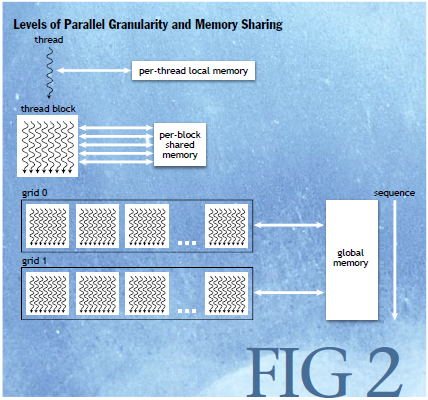 Levels of Parallel Granularity and Memory Sharing
thread
per-thread local memory
thread block
per-block
shared
memory
grid 0
sequence
global
memory
grid 1
FIG 2